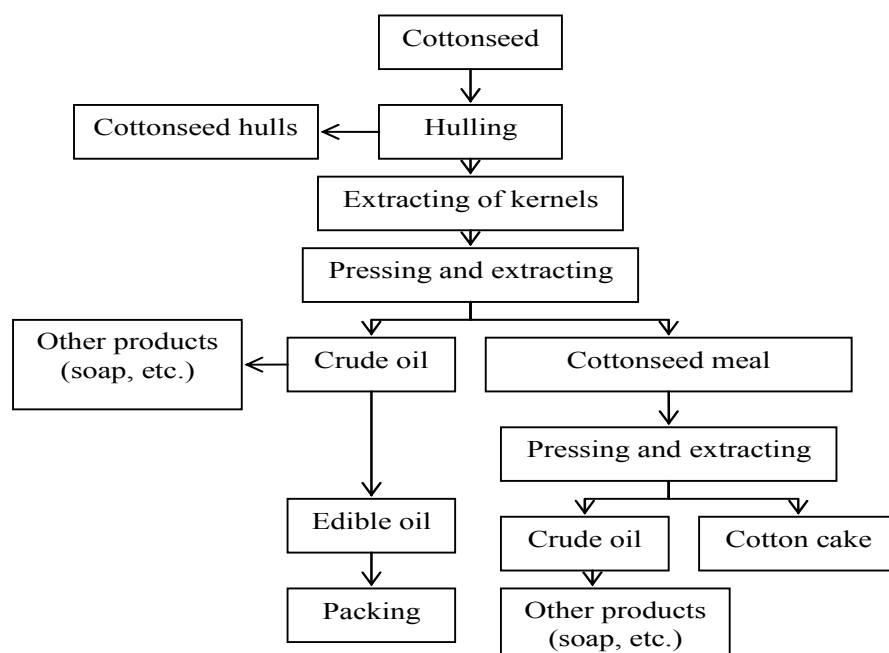 Cottonseed
Cottonseed hulls
Hulling
Extracting of kernels
Pressing and extracting
Other products
(soap, etc.)
Crude oil
Cottonseed meal
Pressing and extracting
Edible oil
Crude oil
Cotton cake
Packing
Other products
(soap, etc.)